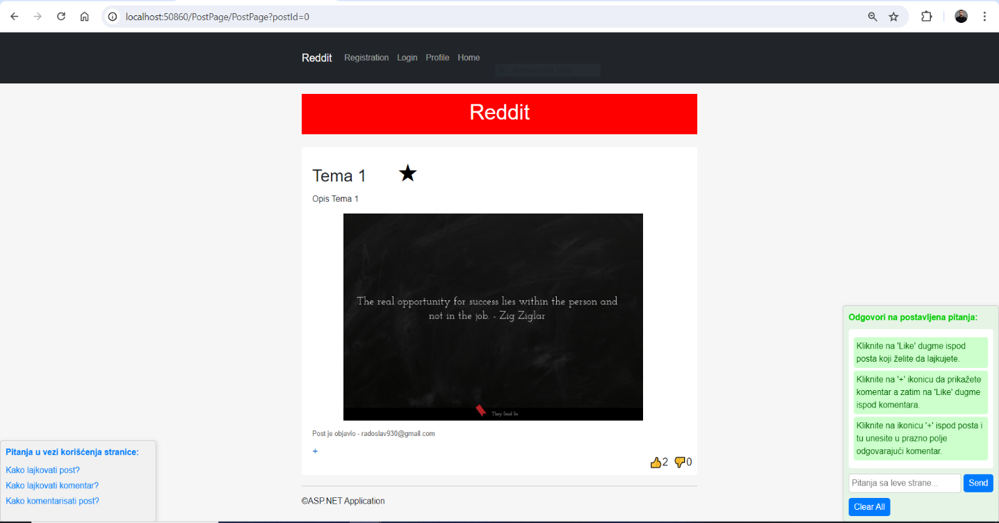 localhost:50860/PostPage/PostPage?postId=0
Reddit Registration Login Profile Home
Reddit
Tema 1 ★
Opis Tema 1
The real opportunity for success lies within the person and
not in the job. - Zig Ziglar
They Said So
Post je objavio - radoslav930@gmail.com
+
👍2 👎0
©ASP.NET Application
Pitanja u vezi korišćenja stranice:
Kako lajkovati post?
Kako lajkovati komentar?
Kako komentarisati post?
Odgovori na postavljena pitanja:
Kliknite na 'Like' dugme ispod
posta koji želite da lajkujete.
Kliknite na '+' ikonicu da prikažete
komentar a zatim na 'Like' dugme
ispod komentara.
Kliknite na ikonicu '+' ispod posta i
tu unesite u prazno polje
odgovarajući komentar.
Pitanja sa leve strane... Send
Clear All